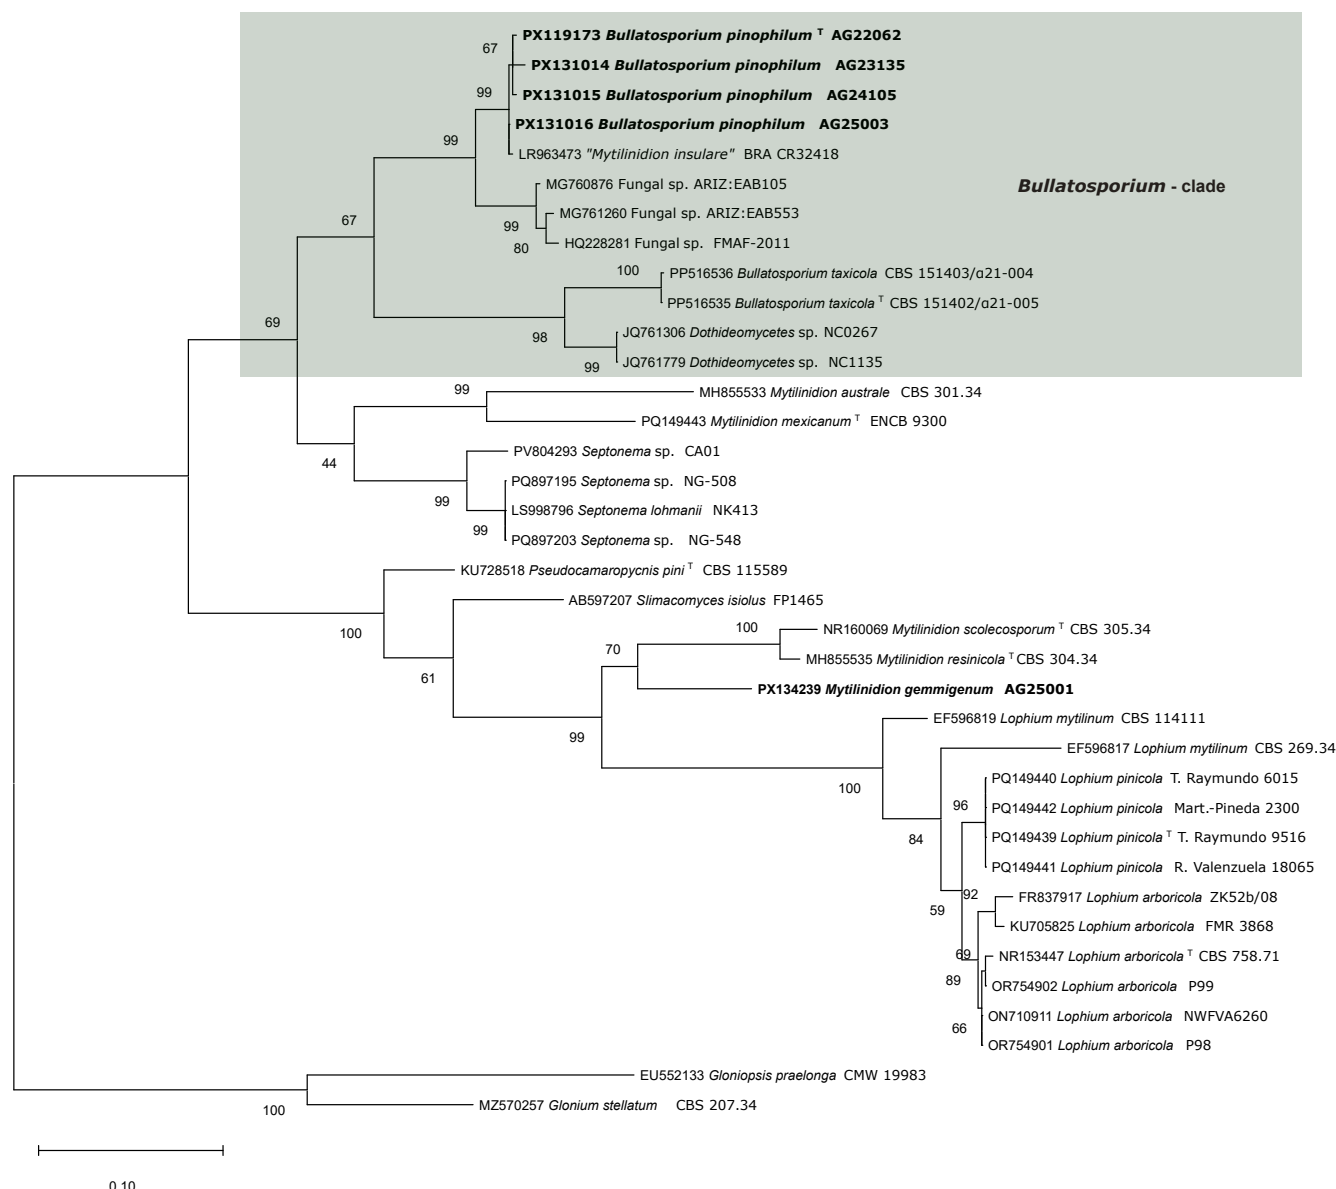 PX119173 Bullatosporium pinophilum T AG22062
67
PX131014 Bullatosporium pinophilum AG23135
99
PX131015 Bullatosporium pinophilum AG24105
PX131016 Bullatosporium pinophilum AG25003
99
LR963473 "Mytilinidion insulare" BRA CR32418
MG760876 Fungal sp. ARIZ:EAB105
Bullatosporium - clade
MG761260 Fungal sp. ARIZ:EAB553
67
99
HQ228281 Fungal sp. FMAF-2011
80
100
PP516536 Bullatosporium taxicola CBS 151403/α21-004
PP516535 Bullatosporium taxicola T CBS 151402/α21-005
69
JQ761306 Dothideomycetes sp. NC0267
98
JQ761779 Dothideomycetes sp. NC1135
99
99
MH855533 Mytilinidion australe CBS 301.34
PQ149443 Mytilinidion mexicanum T ENCB 9300
PV804293 Septonema sp. CA01
44
PQ897195 Septonema sp. NG-508
99
LS998796 Septonema lohmanii NK413
99
PQ897203 Septonema sp. NG-548
KU728518 Pseudocamaropycnis pini T CBS 115589
AB597207 Slimacomyces isiolus FP1465
100
100
NR160069 Mytilinidion scolecosporum T CBS 305.34
70
MH855535 Mytilinidion resinicola T CBS 304.34
61
PX134239 Mytilinidion gemmigenum AG25001
EF596819 Lophium mytilinum CBS 114111
99
EF596817 Lophium mytilinum CBS 269.34
PQ149440 Lophium pinicola T. Raymundo 6015
100
96
PQ149442 Lophium pinicola Mart.-Pineda 2300
84
PQ149439 Lophium pinicola T T. Raymundo 9516
PQ149441 Lophium pinicola R. Valenzuela 18065
92
FR837917 Lophium arboricola ZK52b/08
59
KU705825 Lophium arboricola FMR 3868
69
NR153447 Lophium arboricola T CBS 758.71
89
OR754902 Lophium arboricola P99
ON710911 Lophium arboricola NWFVA6260
66
OR754901 Lophium arboricola P98
EU552133 Gloniopsis praelonga CMW 19983
100
MZ570257 Glonium stellatum CBS 207.34
0.10